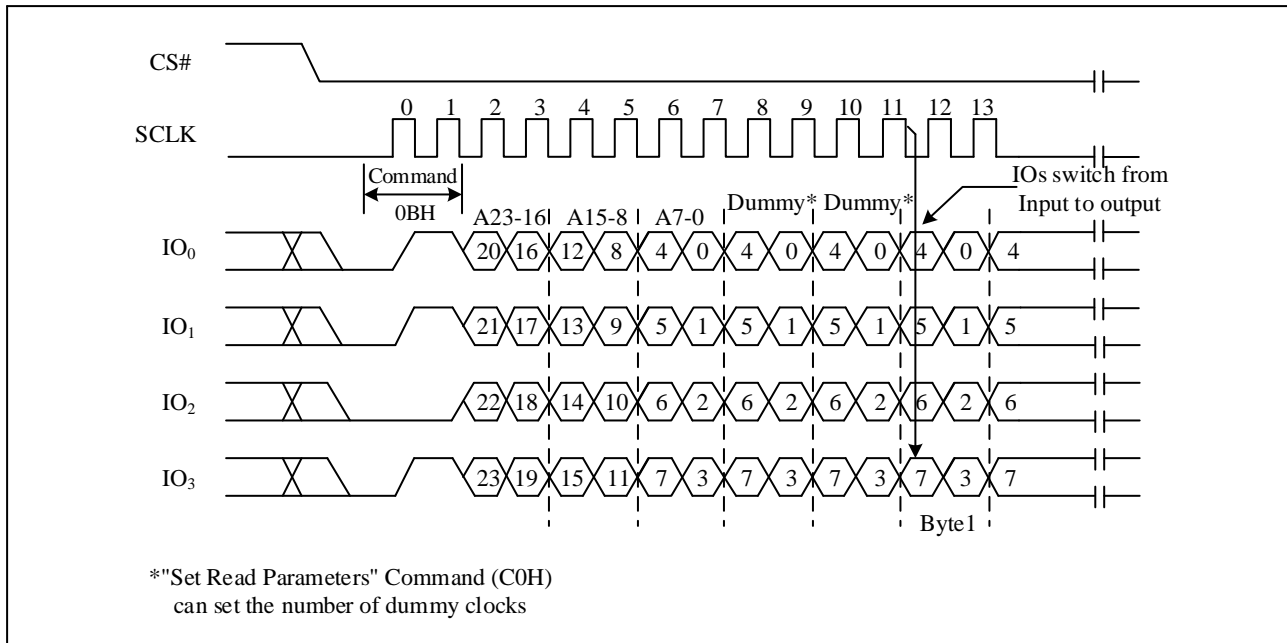 CS#
0 1 2 3 4 5 6 7 8 9 10 11 12 13
SCLK
Command
0BH
IOs switch from
Input to output
A23-16 A15-8 A7-0 Dummy* Dummy*
IO0 20 16 12 8 4 0 4 0 4 0 4 0 4
IO1 21 17 13 9 5 1 5 1 5 1 5 1 5
IO2 22 18 14 10 6 2 6 2 6 2 6 2 6
IO3 23 19 15 11 7 3 7 3 7 3 7 3 7
Byte1
*"Set Read Parameters" Command (C0H)
can set the number of dummy clocks